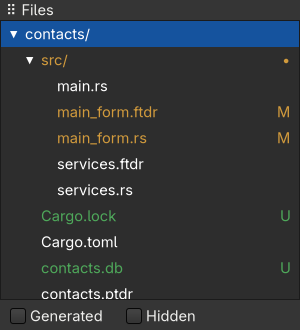 Files
contacts/
src/
main.rs
main_form.ftdr M
main_form.rs M
services.ftdr
services.rs
Cargo.lock U
Cargo.toml
contacts.db U
contacts.ptdr
Generated Hidden